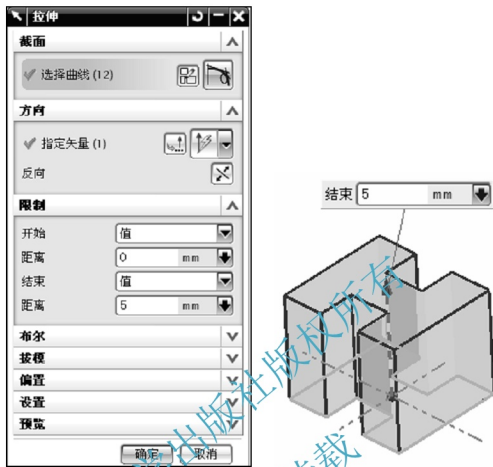 拉伸
截面
选择曲线 (12)
方向
指定矢量 (1)
反向
限制
开始 值
距离 0 mm
结束 值
距离 5 mm
布尔
拔模
偏置
设置
预览
确定 取消
结束 5 mm
出版社版权所有
载